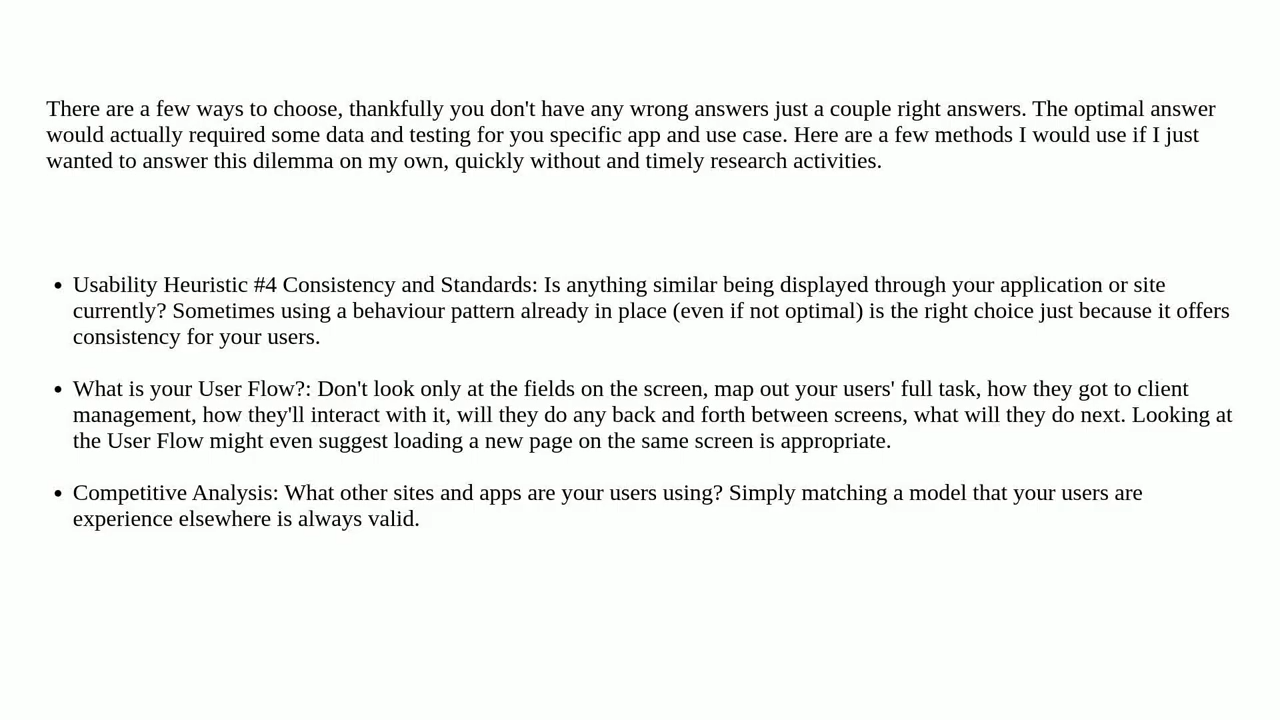 There are a few ways to choose, thankfully you don't have any wrong answers just a couple right answers. The optimal answer
would actually required some data and testing for you specific app and use case. Here are a few methods I would use if I just
wanted to answer this dilemma on my own, quickly without and timely research activities.
• Usability Heuristic #4 Consistency and Standards: Is anything similar being displayed through your application or site
currently? Sometimes using a behaviour pattern already in place (even if not optimal) is the right choice just because it offers
consistency for your users.
• What is your User Flow?: Don't look only at the fields on the screen, map out your users' full task, how they got to client
management, how they'll interact with it, will they do any back and forth between screens, what will they do next. Looking at
the User Flow might even suggest loading a new page on the same screen is appropriate.
• Competitive Analysis: What other sites and apps are your users using? Simply matching a model that your users are
experience elsewhere is always valid.